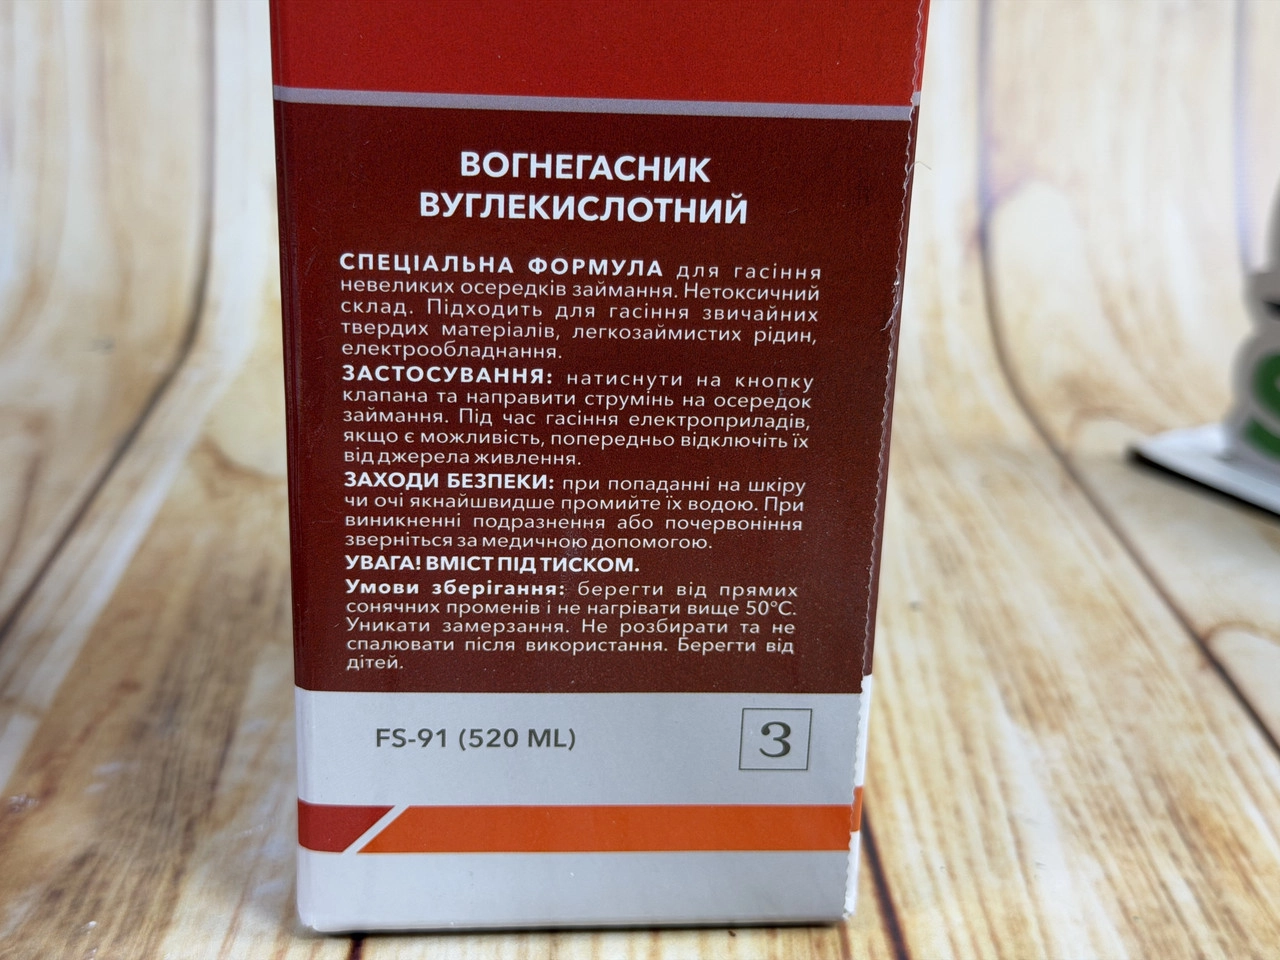 ВОГНЕГАСНИК
ВУГЛЕКИСЛОТНИЙ
СПЕЦІАЛЬНА ФОРМУЛА для гасіння
невеликих осередків займання. Нетоксичний
склад. Підходить для гасіння звичайних
твердих матеріалів, легкозаймистих рідин,
електрообладнання.
ЗАСТОСУВАННЯ: натиснути на кнопку
клапана та направити струмінь на осередок
займання. Під час гасіння електроприладів,
якщо є можливість, попередньо відключіть їх
від джерела живлення.
ЗАХОДИ БЕЗПЕКИ: при попаданні на шкіру
чи очі якнайшвидше промийте їх водою. При
виникненні подразнення або почервоніння
зверніться за медичною допомогою.
УВАГА! ВМІСТ ПІД ТИСКОМ.
Умови зберігання: берегти від прямих
сонячних променів і не нагрівати вище 50°С.
Уникати замерзання. Не розбирати та не
спалювати після використання. Берегти від
дітей.
FS-91 (520 ML)
3